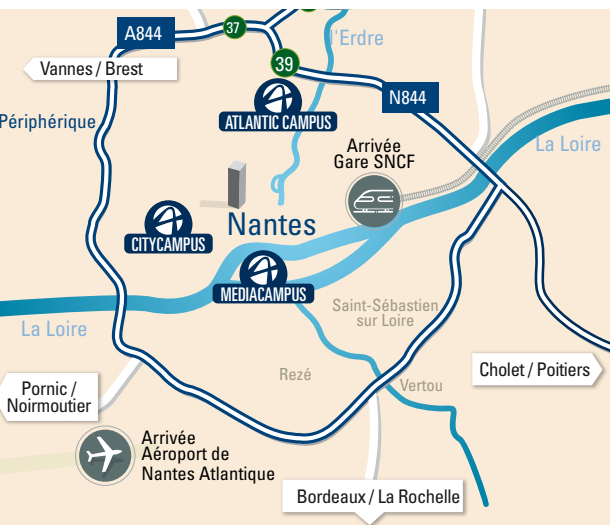 A844
37
l'Erdre
39
Vannes / Brest
N844
ATLANTIC CAMPUS
Périphérique
Arrivée
Gare SNCF
La Loire
Nantes
CITYCAMPUS
MEDIACAMPUS
Saint-Sébastien
sur Loire
La Loire
Rezé
Cholet / Poitiers
Vertou
Pornic /
Noirmoutier
Arrivée
Aéroport de
Nantes Atlantique
Bordeaux / La Rochelle